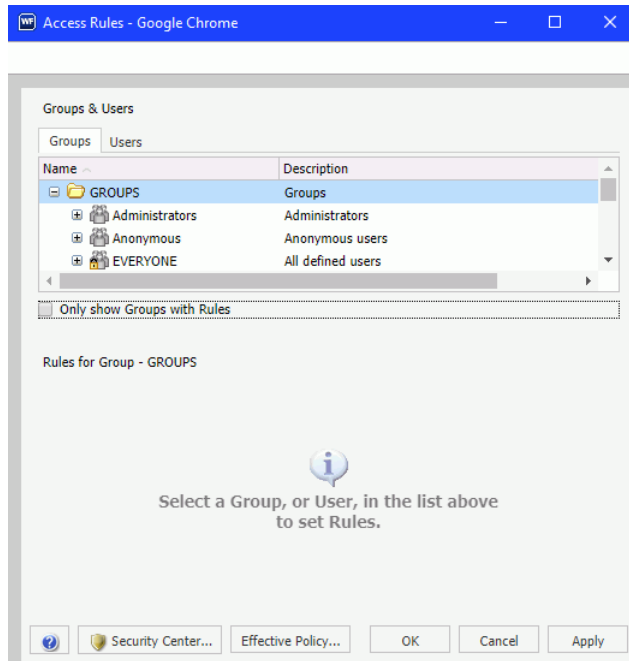 WF Access Rules - Google Chrome
Groups & Users
Groups Users
Name Description
GROUPS Groups
Administrators Administrators
Anonymous Anonymous users
EVERYONE All defined users
Only show Groups with Rules
Rules for Group - GROUPS
Select a Group, or User, in the list above
to set Rules.
Security Center... Effective Policy... OK Cancel Apply